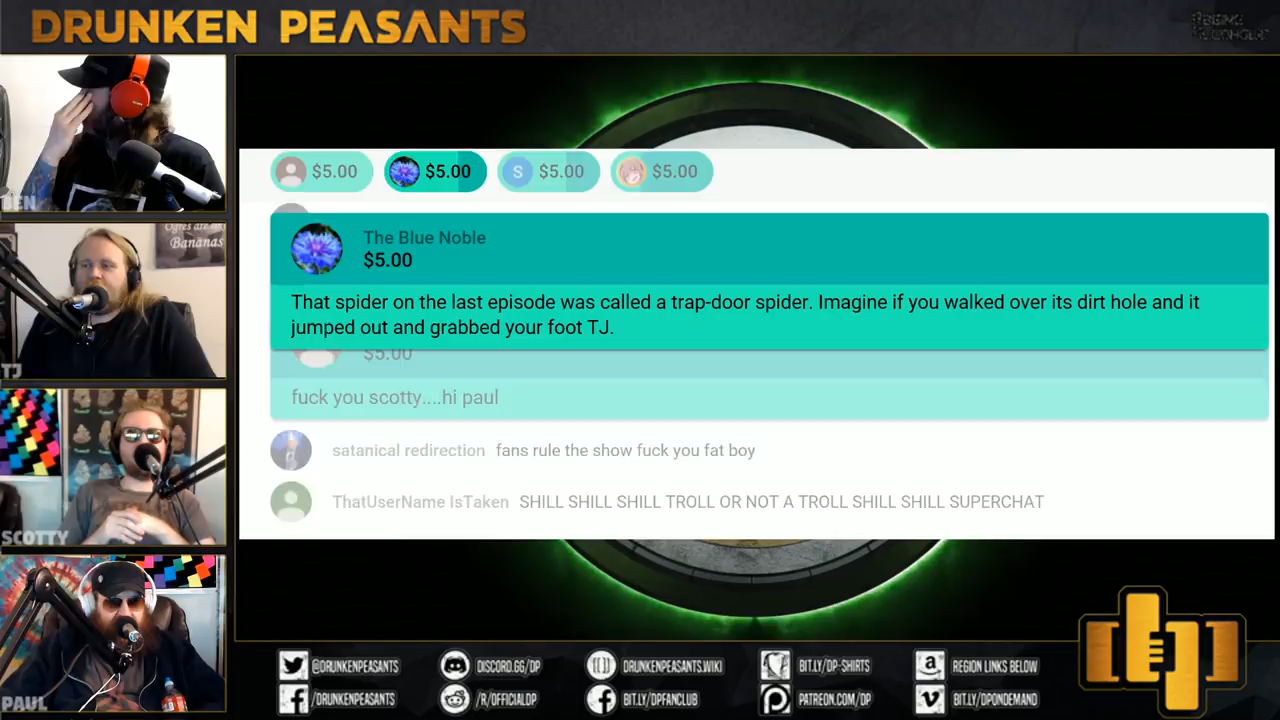 DRUNKEN PEASANTS
BEN
Ogres are
Bananas
TJ
SCOTTY
PAUL
$5.00
$5.00
S
$5.00
$5.00
The Blue Noble
$5.00
That spider on the last episode was called a trap-door spider. Imagine if you walked over its dirt hole and it
jumped out and grabbed your foot TJ.
$5.00
fuck you scotty....hi paul
satanical redirection fans rule the show fuck you fat boy
ThatUserName IsTaken SHILL SHILL SHILL TROLL OR NOT A TROLL SHILL SHILL SUPERCHAT
@DRUNKENPEASANTS
DISCORD.GG/DP
DRUNKENPEASANTS.WIKI
BIT.LY/DP-SHIRTS
REGION LINKS BELOW
/DRUNKENPEASANTS
/R/OFFICIALDP
BIT.LY/DPFANCLUB
PATREON.COM/DP
BIT.LY/DPONDEMAND